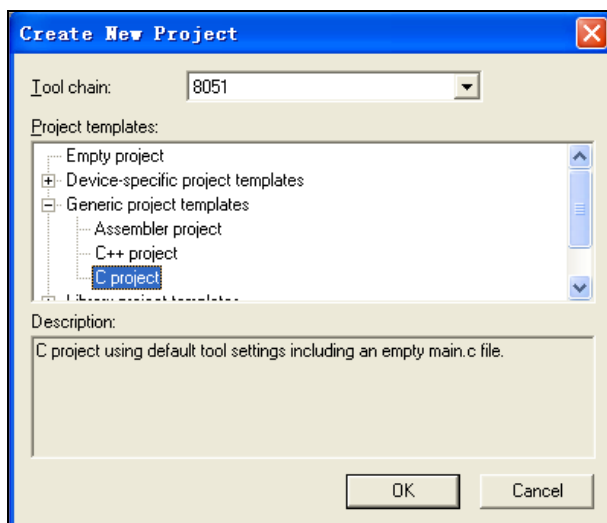 Create New Project
Tool chain: 8051
Project templates:
Empty project
Device-specific project templates
Generic project templates
Assembler project
C++ project
C project
Description:
C project using default tool settings including an empty main.c file.
OK Cancel